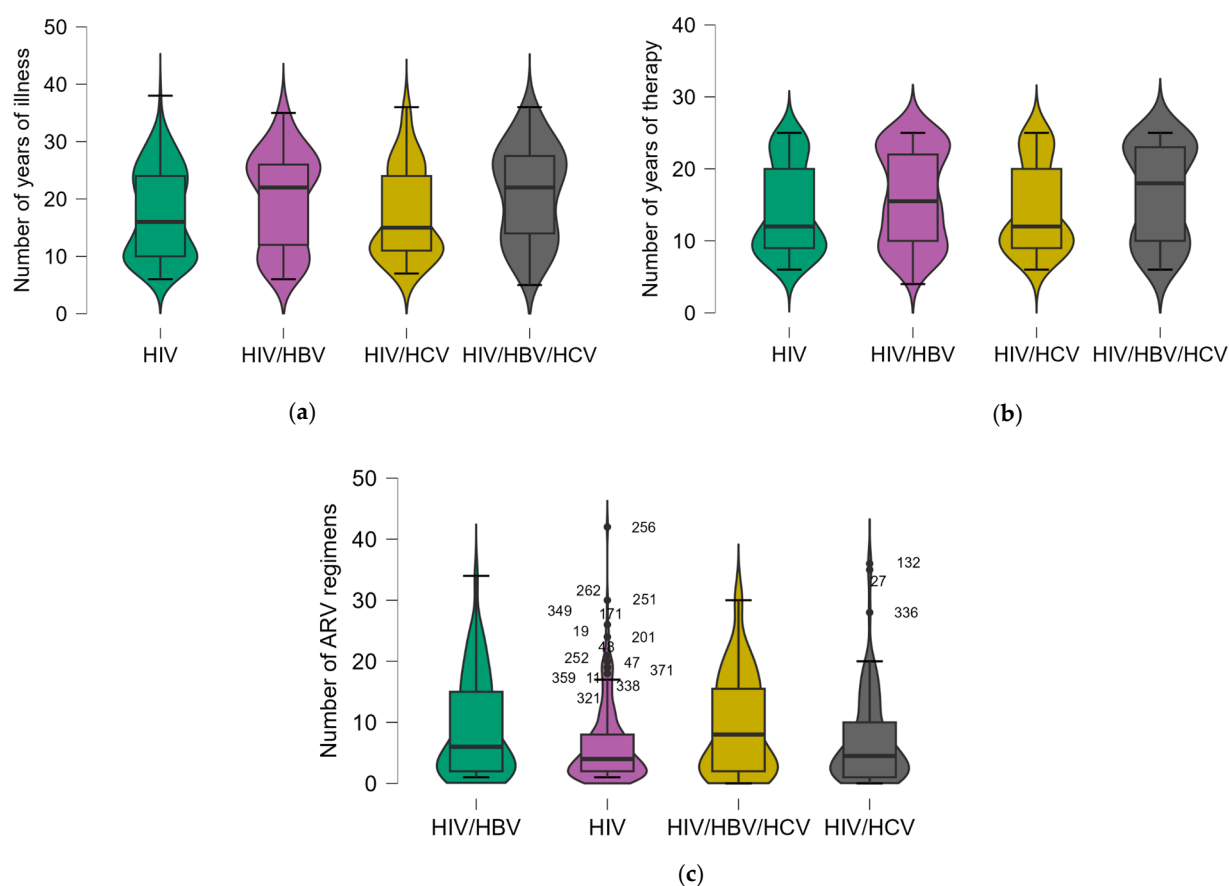 Number of years of illness
50
40
30
20
10
0
HIV
HIV/HBV
HIV/HCV
HIV/HBV/HCV
(a)
Number of years of therapy
40
30
20
10
0
HIV
HIV/HBV
HIV/HCV
HIV/HBV/HCV
(b)
Number of ARV regimens
50
40
30
20
10
0
256
262
251
349
171
19
201
48
252
47
371
359
11
338
321
132
27
336
HIV/HBV
HIV
HIV/HBV/HCV
HIV/HCV
(c)